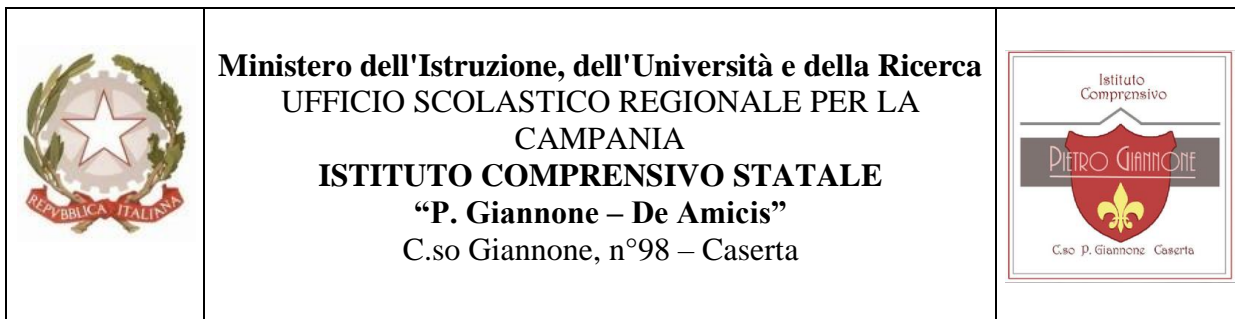 REPVBBLICA ITALIANA
Ministero dell'Istruzione, dell'Università e della Ricerca
UFFICIO SCOLASTICO REGIONALE PER LA
CAMPANIA
ISTITUTO COMPRENSIVO STATALE
“P. Giannone – De Amicis”
C.so Giannone, n°98 – Caserta
Istituto
Comprensivo
PIETRO GIANNONE
C.so P. Giannone Caserta